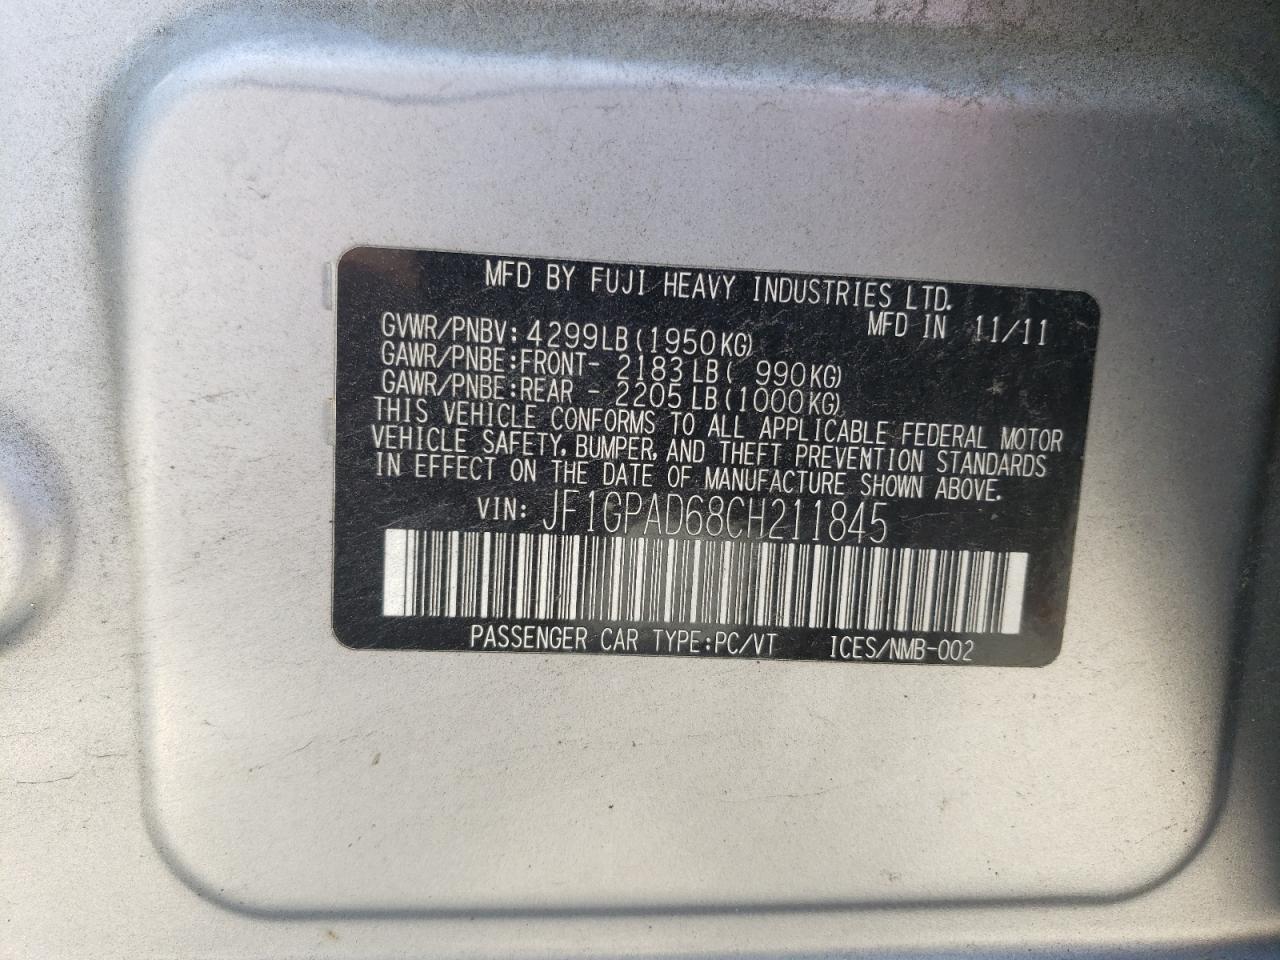 MFD BY FUJI HEAVY INDUSTRIES LTD.
MFD IN 11/11
GVWR/PNBV: 4299LB(1950KG)
GAWR/PNBE:FRONT- 2183LB( 990KG)
GAWR/PNBE:REAR - 2205LB(1000KG)
THIS VEHICLE CONFORMS TO ALL APPLICABLE FEDERAL MOTOR
VEHICLE SAFETY, BUMPER, AND THEFT PREVENTION STANDARDS
IN EFFECT ON THE DATE OF MANUFACTURE SHOWN ABOVE.
VIN: JF1GPAD68CH211845
PASSENGER CAR TYPE:PC/VT ICES/NMB-002